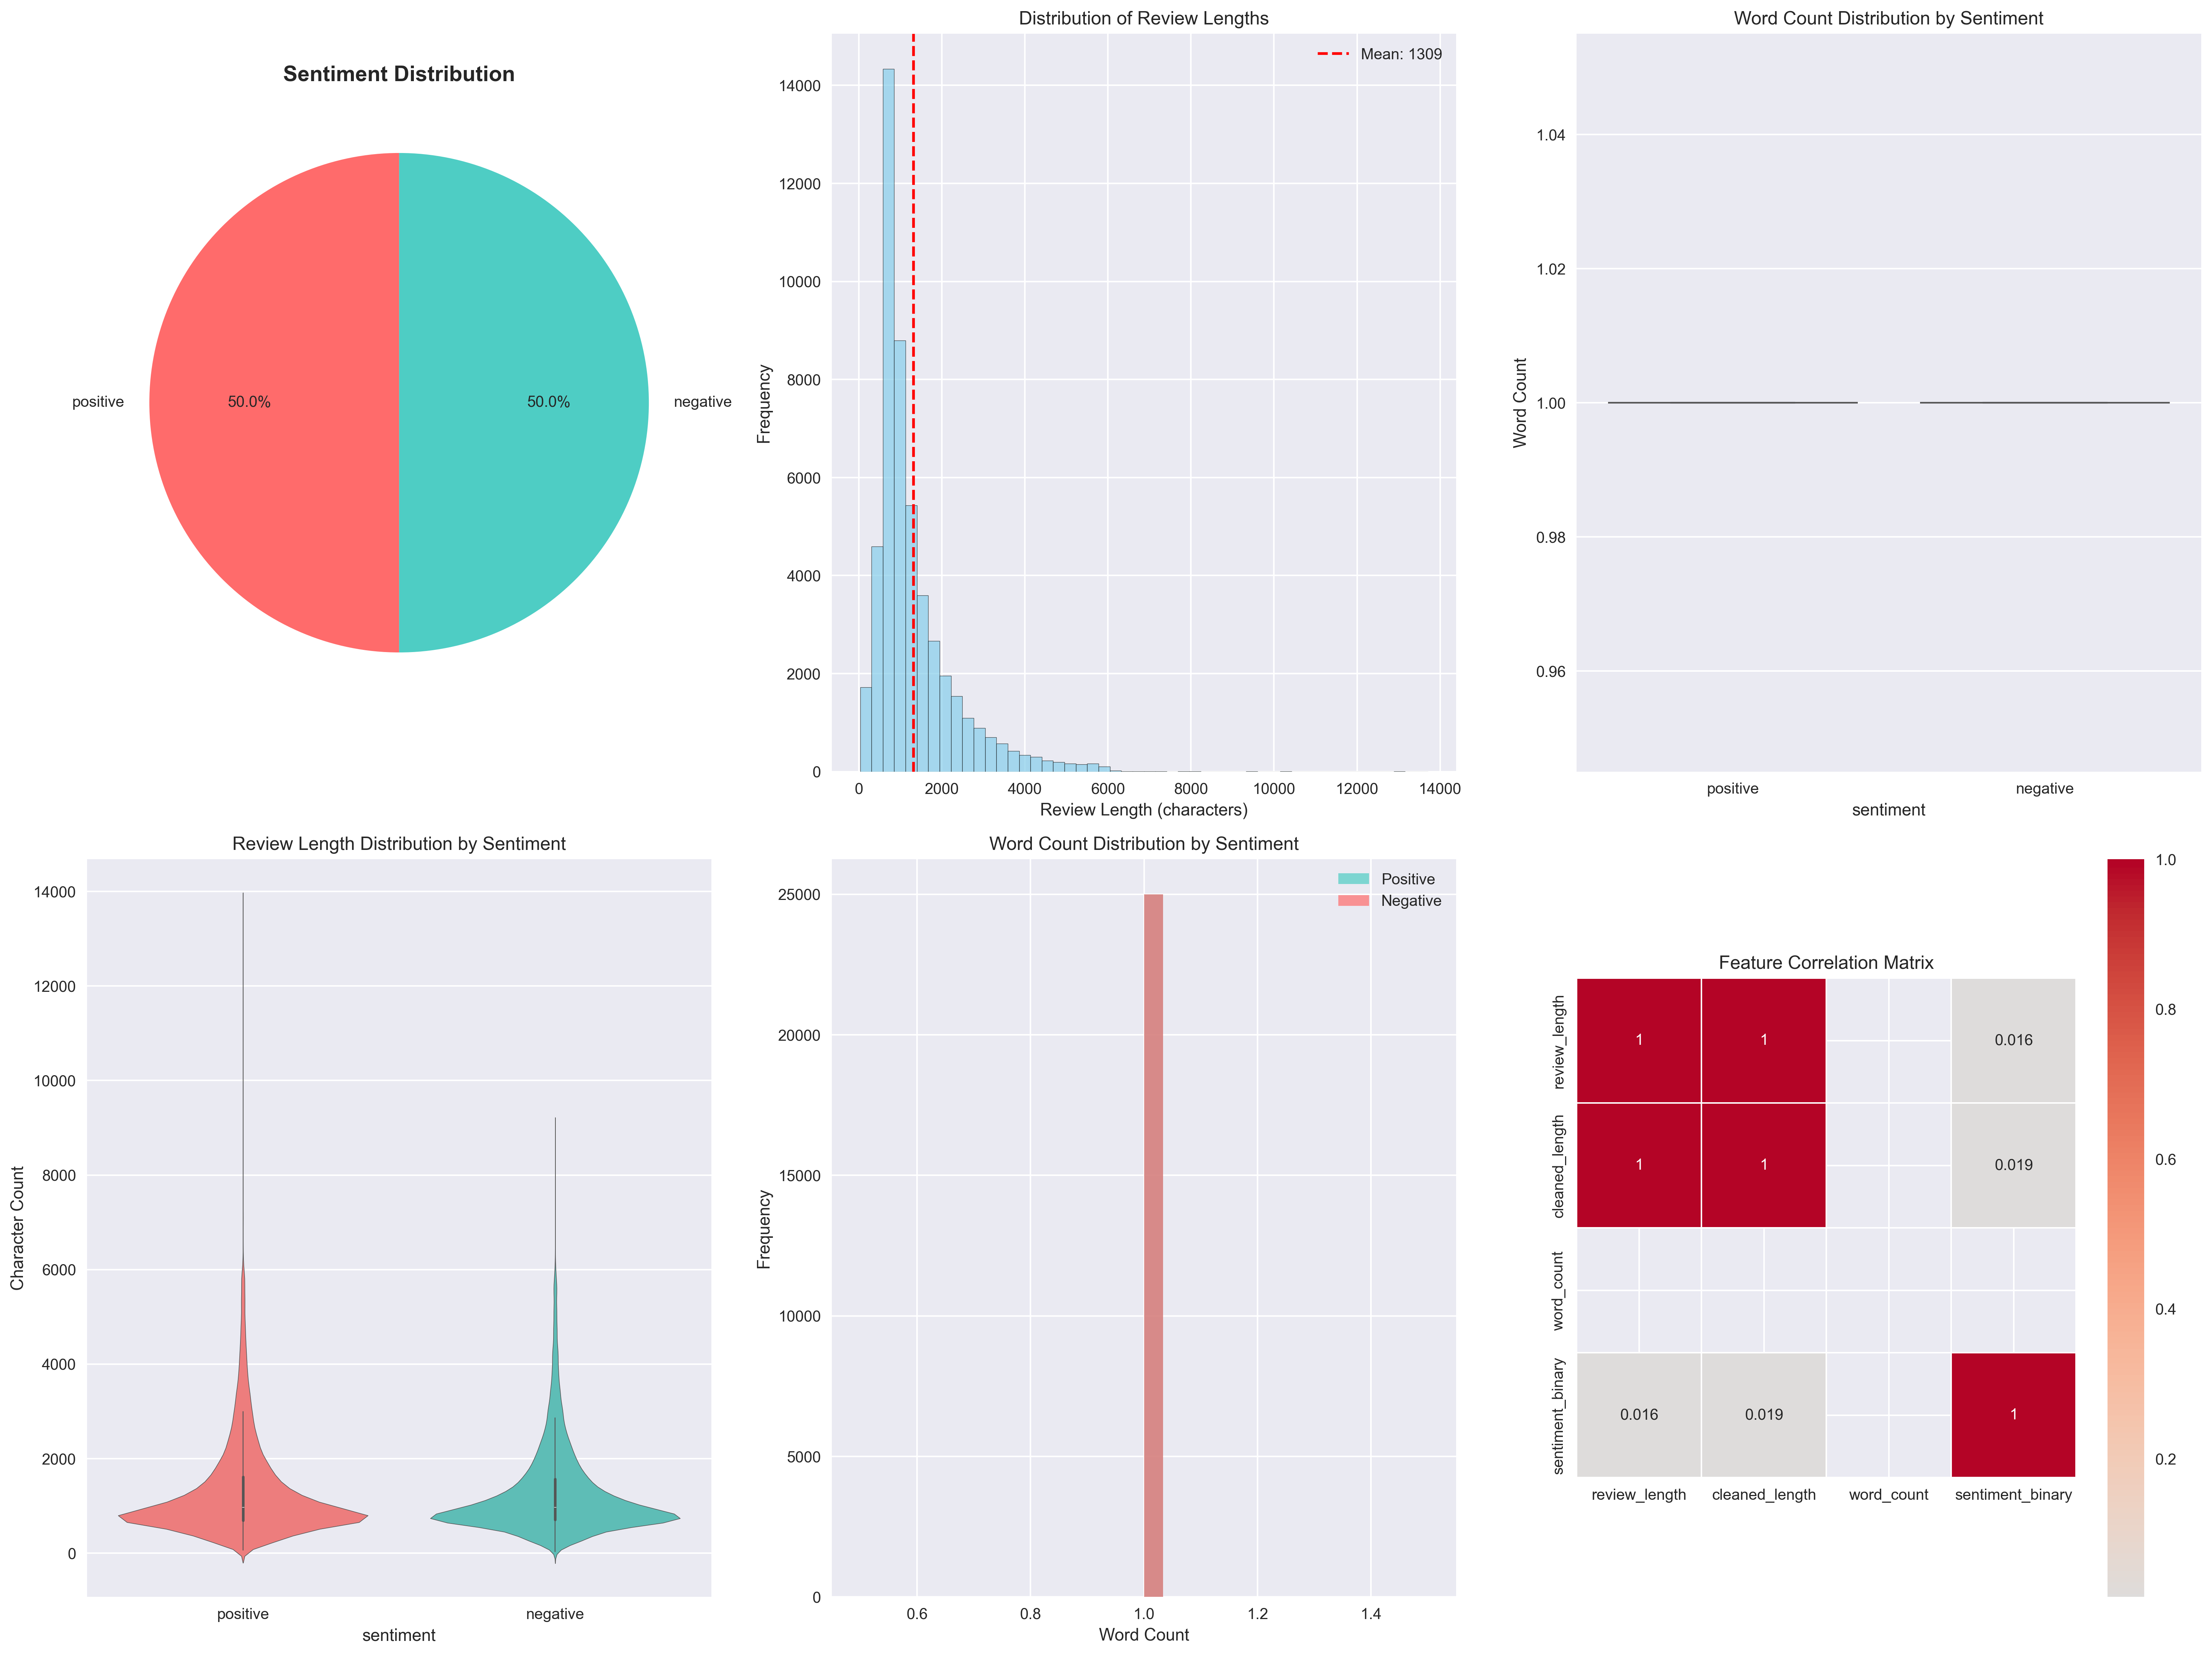 Sentiment Distribution
positive
50.0%
50.0%
negative
Distribution of Review Lengths
Mean: 1309
Frequency
14000
12000
10000
8000
6000
4000
2000
0
0 2000 4000 6000 8000 10000 12000 14000
Review Length (characters)
Word Count Distribution by Sentiment
Word Count
1.04
1.02
1.00
0.98
0.96
positive negative
sentiment
Review Length Distribution by Sentiment
Character Count
14000
12000
10000
8000
6000
4000
2000
0
positive negative
sentiment
Word Count Distribution by Sentiment
Positive
Negative
Frequency
25000
20000
15000
10000
5000
0
0.6 0.8 1.0 1.2 1.4
Word Count
Feature Correlation Matrix
review_length
1 1 0.016
cleaned_length
1 1 0.019
word_count
sentiment_binary
0.016 0.019 1
review_length cleaned_length word_count sentiment_binary
1.0
0.8
0.6
0.4
0.2